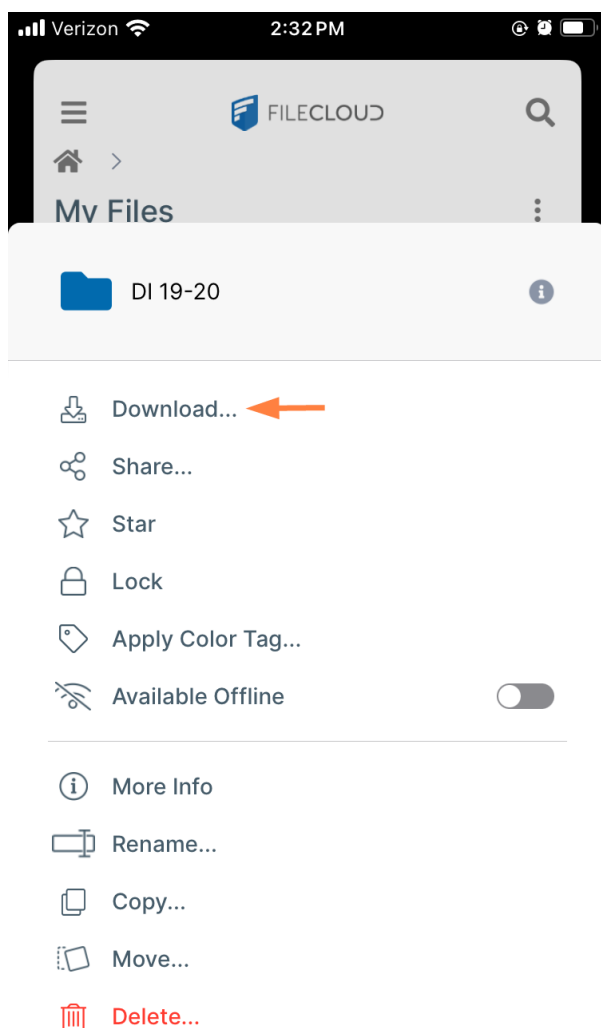 Verizon 2:32 PM
FILECLOUD
My Files
DI 19-20
Download...
Share...
Star
Lock
Apply Color Tag...
Available Offline
More Info
Rename...
Copy...
Move...
Delete...